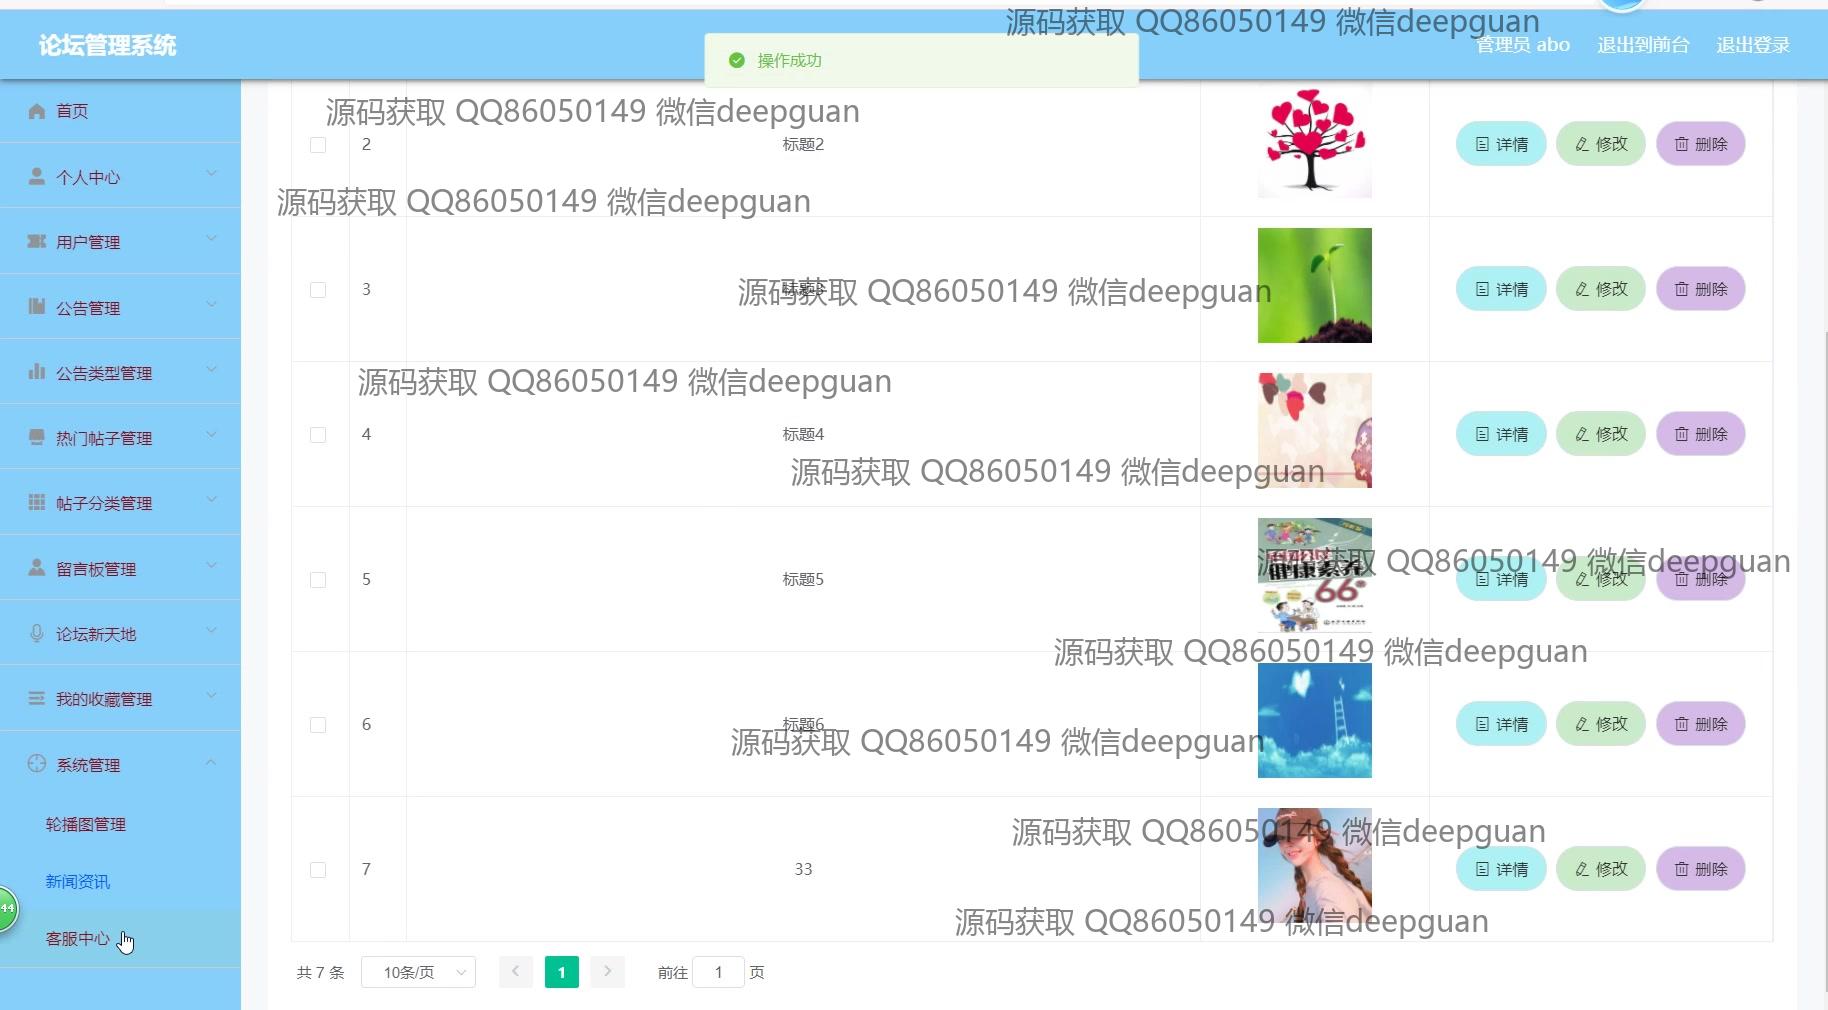 源码获取 QQ86050149 微信deepguan
论坛管理系统
操作成功
管理员 abo
退出到前台
退出登录
首页
源码获取 QQ86050149 微信deepguan
2
标题2
详情
修改
删除
个人中心
源码获取 QQ86050149 微信deepguan
用户管理
3
源码获取 QQ86050149 微信deepguan
详情
修改
删除
公告管理
公告类型管理
源码获取 QQ86050149 微信deepguan
热门帖子管理
4
标题4
详情
修改
删除
源码获取 QQ86050149 微信deepguan
帖子分类管理
留言板管理
源码获取 QQ86050149 微信deepguan
5
标题5
健康素养
66
详情
修改
删除
论坛新天地
源码获取 QQ86050149 微信deepguan
我的收藏管理
6
标题6
详情
修改
删除
源码获取 QQ86050149 微信deepguan
系统管理
轮播图管理
源码获取 QQ86050149 微信deepguan
7
33
详情
修改
删除
新闻资讯
44
源码获取 QQ86050149 微信deepguan
客服中心
共 7 条
10条/页
1
前往 1 页